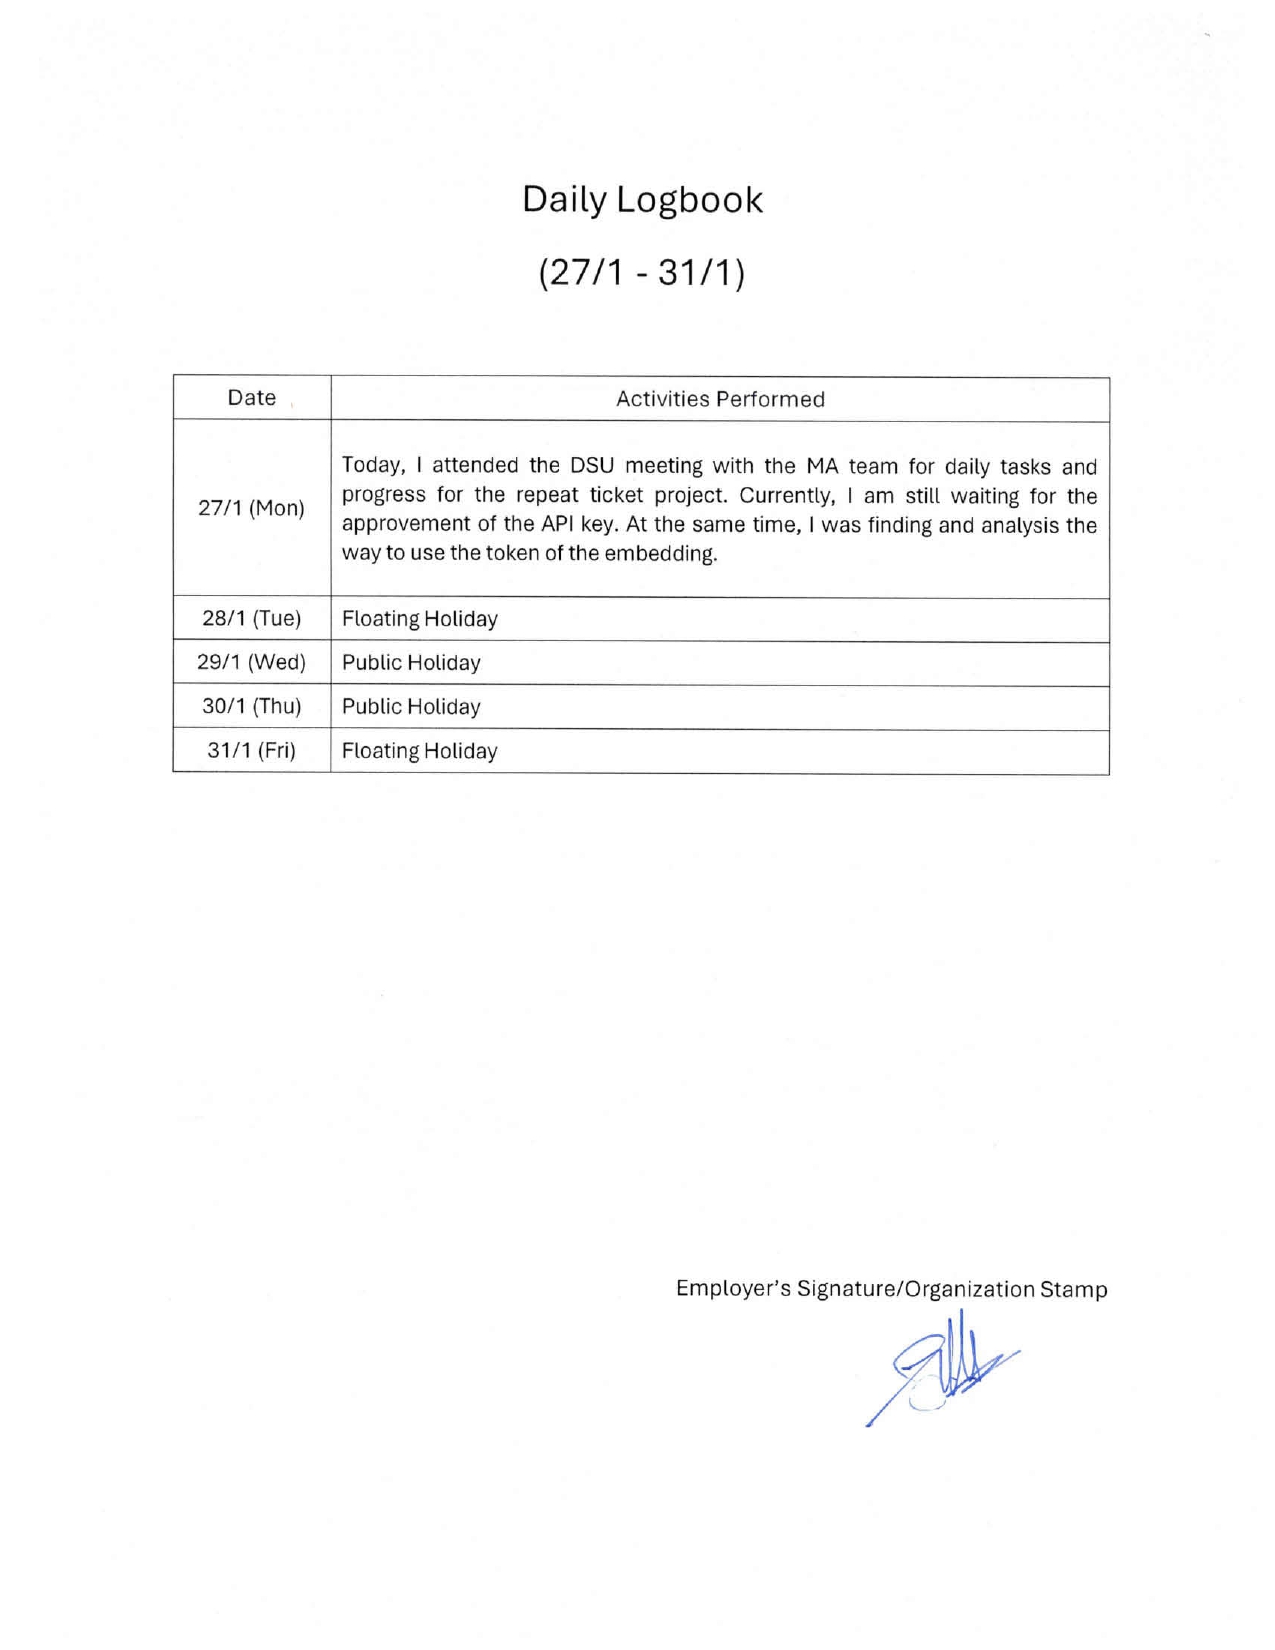 Daily Logbook
(27/1 - 31/1)
Date
Activities Performed
27/1 (Mon)
Today, I attended the DSU meeting with the MA team for daily tasks and
progress for the repeat ticket project. Currently, I am still waiting for the
approvement of the API key. At the same time, I was finding and analysis the
way to use the token of the embedding.
28/1 (Tue)
Floating Holiday
29/1 (Wed)
Public Holiday
30/1 (Thu)
Public Holiday
31/1 (Fri)
Floating Holiday
Employer's Signature/Organization Stamp